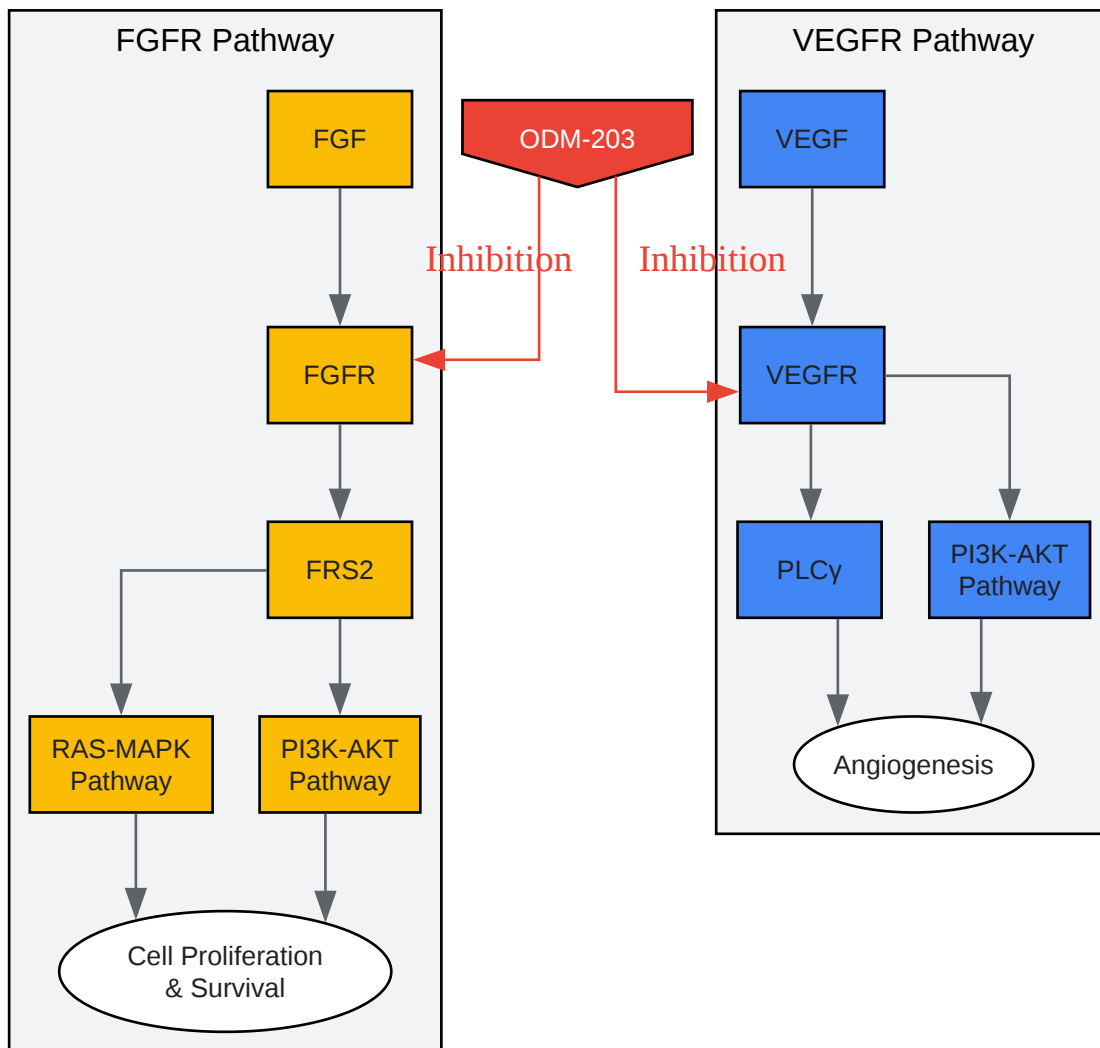 FGFR Pathway
VEGFR Pathway
FGF
ODM-203
VEGF
Inhibition
Inhibition
FGFR
VEGFR
FRS2
PLCγ
PI3K-AKT
Pathway
RAS-MAPK
Pathway
PI3K-AKT
Pathway
Angiogenesis
Cell Proliferation
& Survival